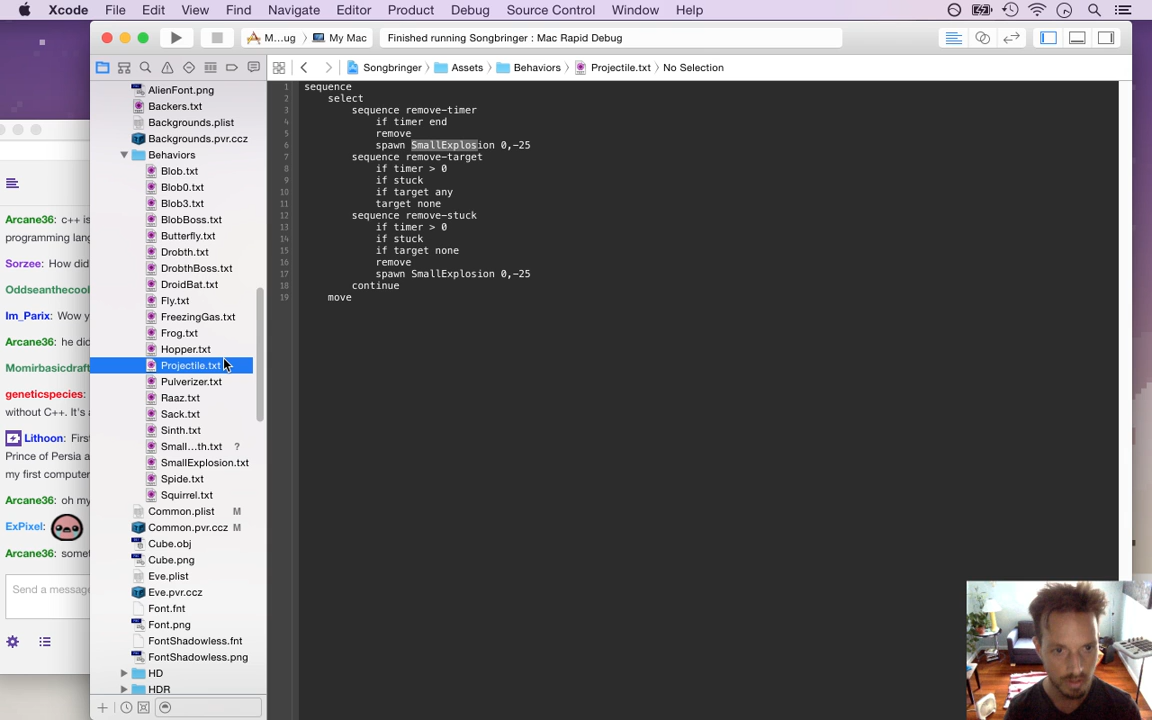 Xcode File Edit View Find Navigate Editor Product Debug Source Control Window Help
M...ug My Mac Finished running Songbringer : Mac Rapid Debug
Songbringer Assets Behaviors Projectile.txt No Selection
Arcane36: c++ is
programming lang
Sorzee: How did
Oddseanthecook
Im_Parix: Wow y
Arcane36: he did
Momirbasicdraft
geneticspecies:
without C++. It's a
Lithoon: First
Prince of Persia a
my first computer
Arcane36: oh my
ExPixel:
Arcane36: somet
Send a message
AlienFont.png
Backers.txt
Backgrounds.plist
Backgrounds.pvr.ccz
Behaviors
Blob.txt
Blob0.txt
Blob3.txt
BlobBoss.txt
Butterfly.txt
Drobth.txt
DrobthBoss.txt
DroidBat.txt
Fly.txt
FreezingGas.txt
Frog.txt
Hopper.txt
Projectile.txt
Pulverizer.txt
Raaz.txt
Sack.txt
Sinth.txt
Small...th.txt ?
SmallExplosion.txt
Spide.txt
Squirrel.txt
Common.plist M
Common.pvr.ccz M
Cube.obj
Cube.png
Eve.plist
Eve.pvr.ccz
Font.fnt
Font.png
FontShadowless.fnt
FontShadowless.png
HD
HDR
1 sequence
2 select
3 sequence remove-timer
4 if timer end
5 remove
6 spawn SmallExplosion 0,-25
7 sequence remove-target
8 if timer > 0
9 if stuck
10 if target any
11 target none
12 sequence remove-stuck
13 if timer > 0
14 if stuck
15 if target none
16 remove
17 spawn SmallExplosion 0,-25
18 continue
19 move